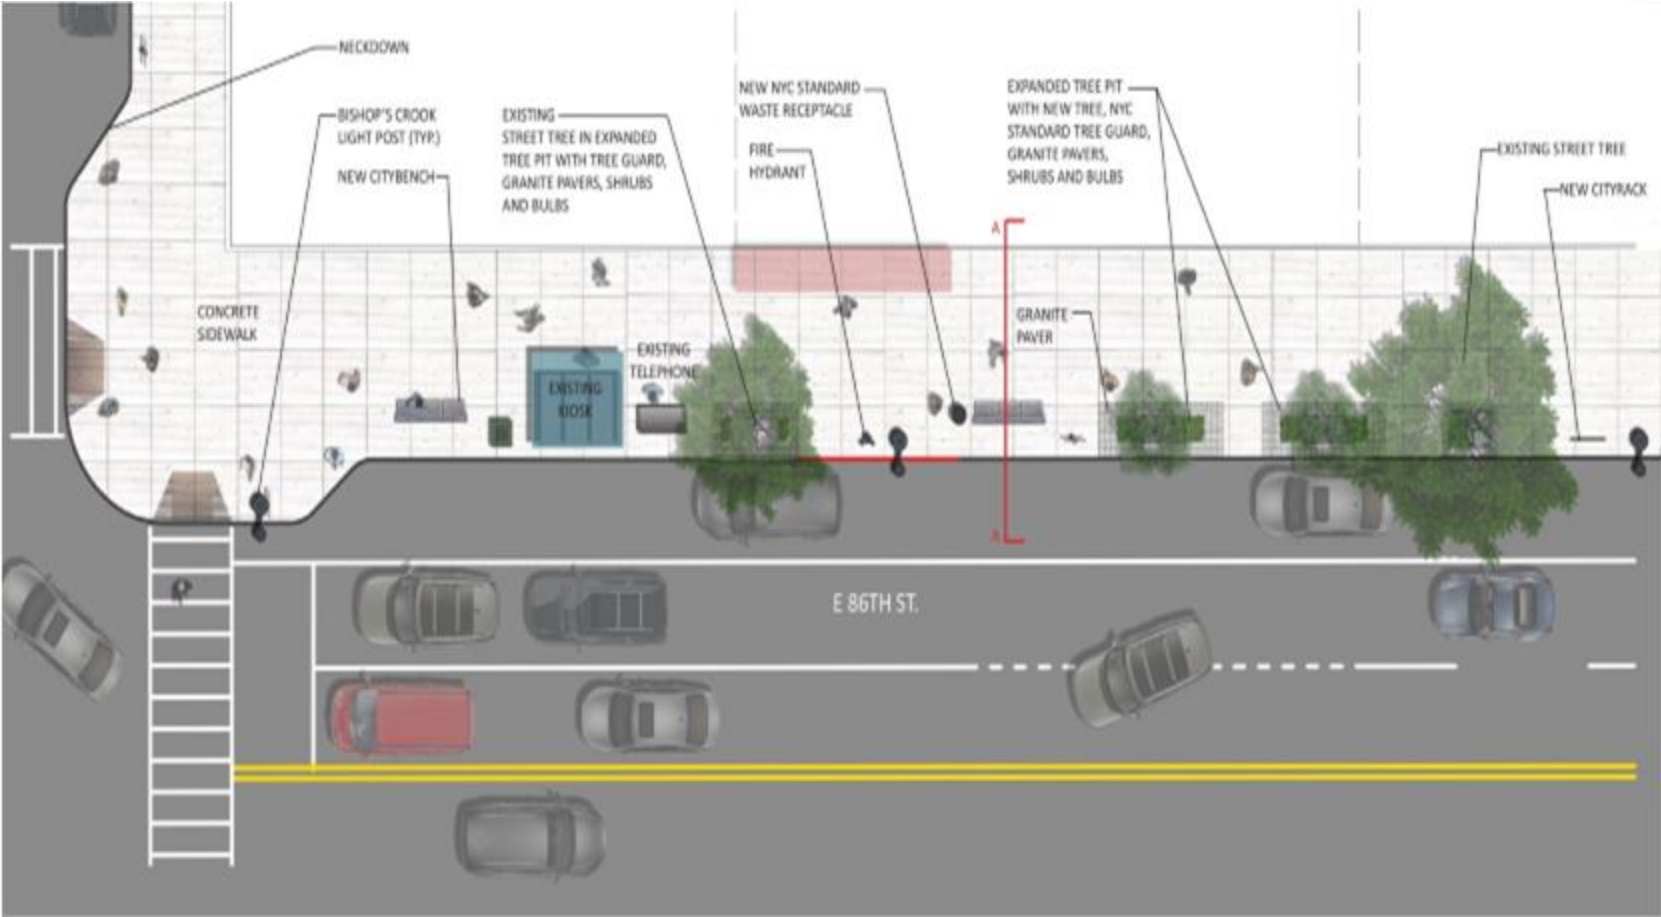 NECKDOWN
BISHOP'S CROOK
LIGHT POST (TYP.)
NEW CITYBENCH
EXISTING
STREET TREE IN EXPANDED
TREE PIT WITH TREE GUARD,
GRANITE PAVERS, SHRUBS
AND BULBS
NEW NYC STANDARD
WASTE RECEPTACLE
FIRE
HYDRANT
EXPANDED TREE PIT
WITH NEW TREE, NYC
STANDARD TREE GUARD,
GRANITE PAVERS,
SHRUBS AND BULBS
EXISTING STREET TREE
NEW CITYRACK
A
CONCRETE
SIDEWALK
EXISTING
KIOSK
EXISTING
TELEPHONE
GRANITE
PAVER
A
E 86TH ST.